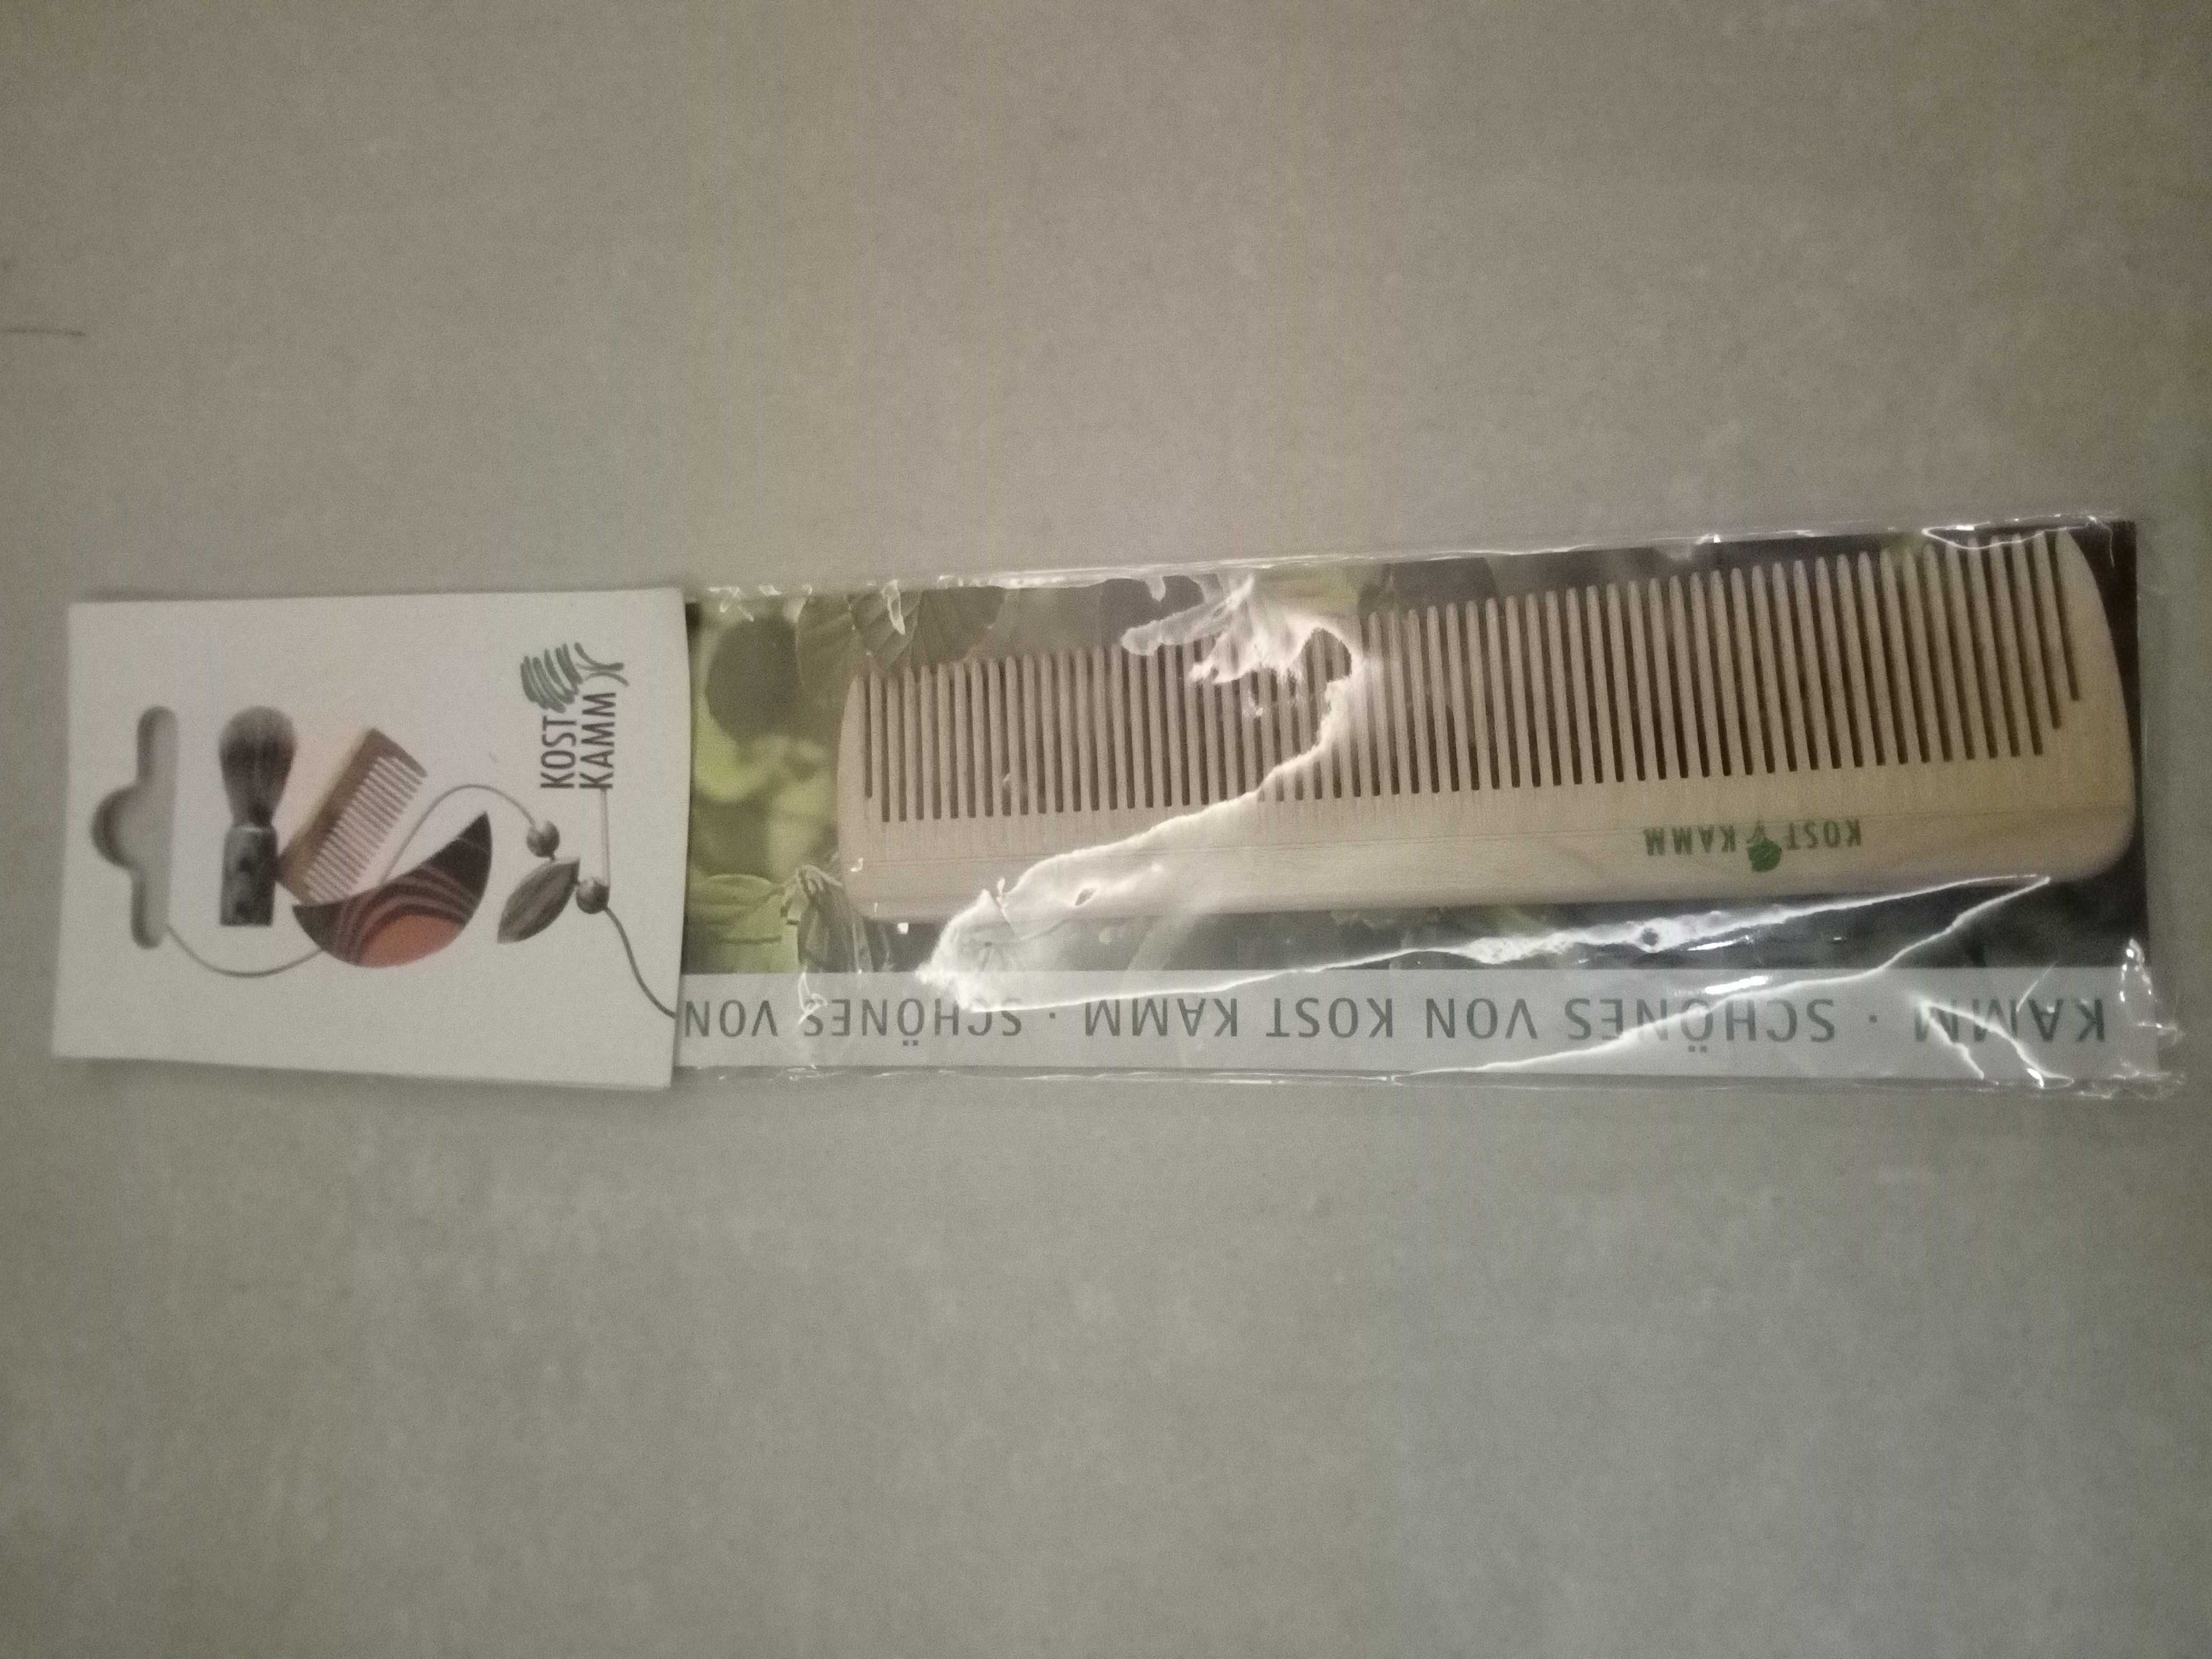 KOST
KAMM
KOST KAMM
KAMM · SCHÖNES VON KOST KAMM · SCHÖNES VON